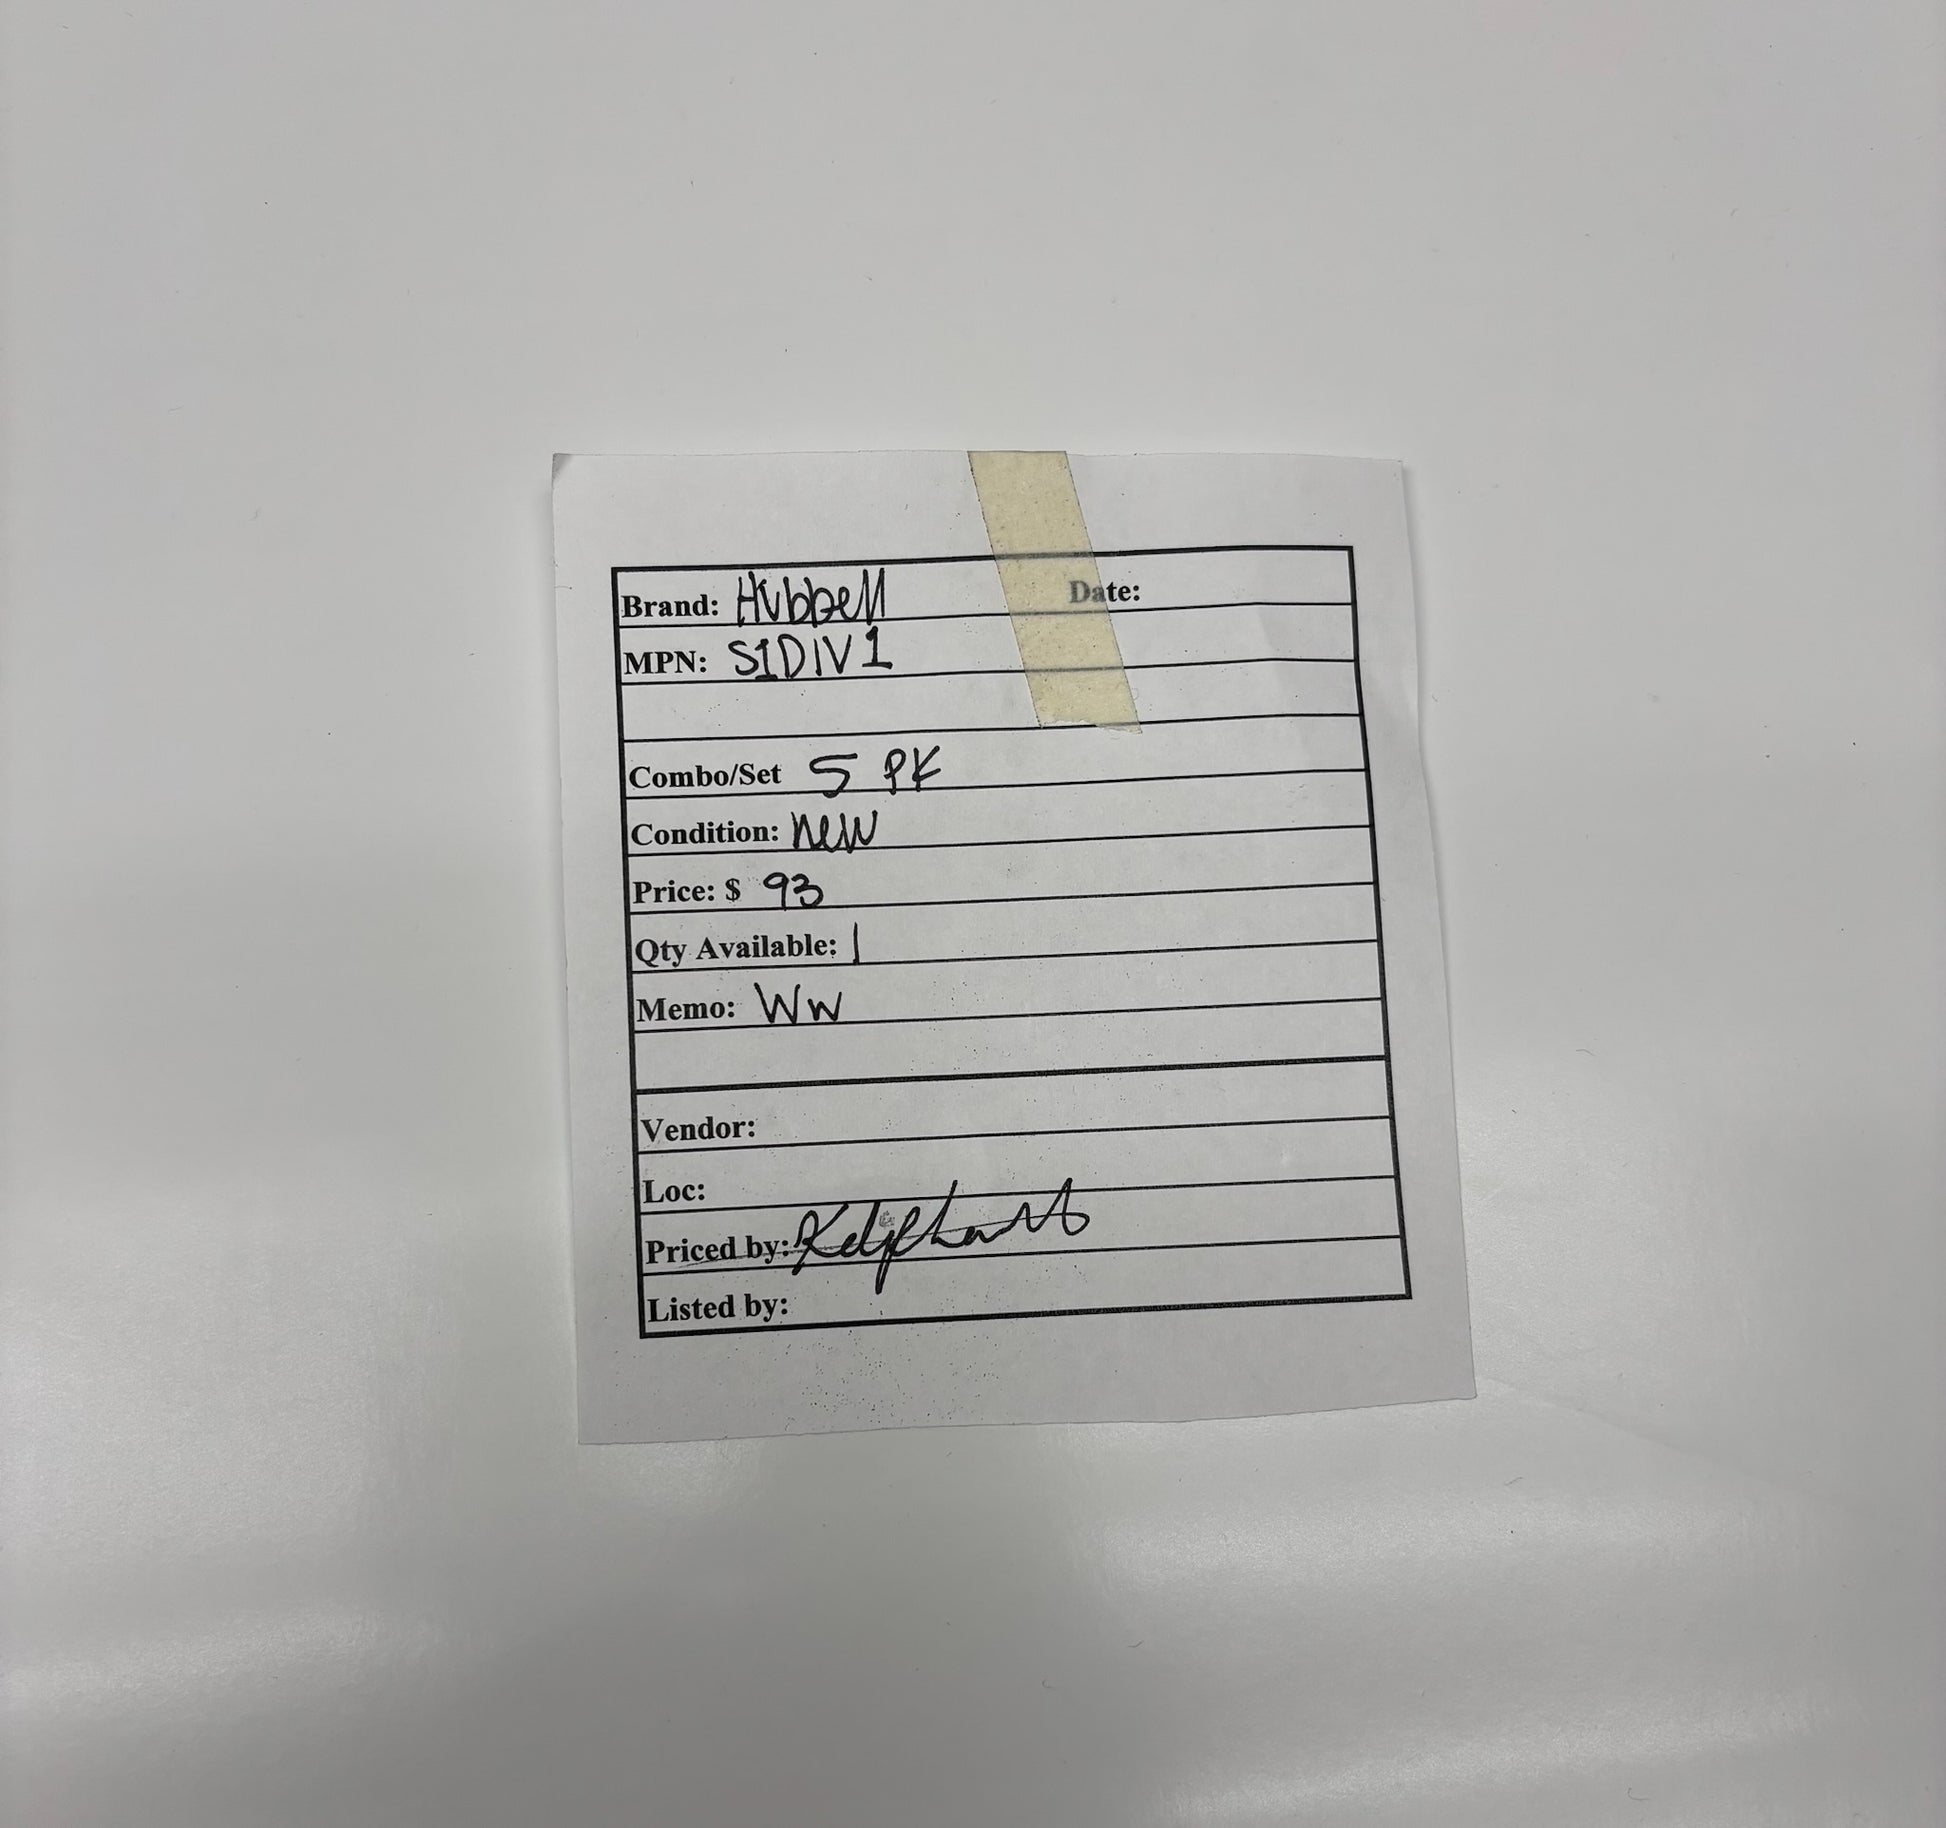 Brand: Hubbell Date:
MPN: S1DIV1
Combo/Set 5 PK
Condition: New
Price: $ 93
Qty Available: 1
Memo: WW
Vendor:
Loc:
Priced by:
Listed by: